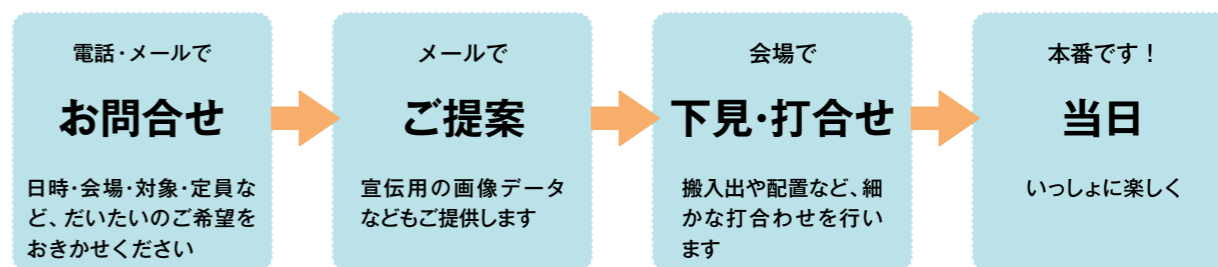 電話・メールで
お問合せ
日時・会場・対象・定員な
ど、だいたいのご希望を
おきかせください
メールで
ご提案
宣伝用の画像データ
などもご提供します
会場で
下見・打合せ
搬入出や配置など、細
かな打合わせを行い
ます
本番です！
当日
いっしょに楽しく